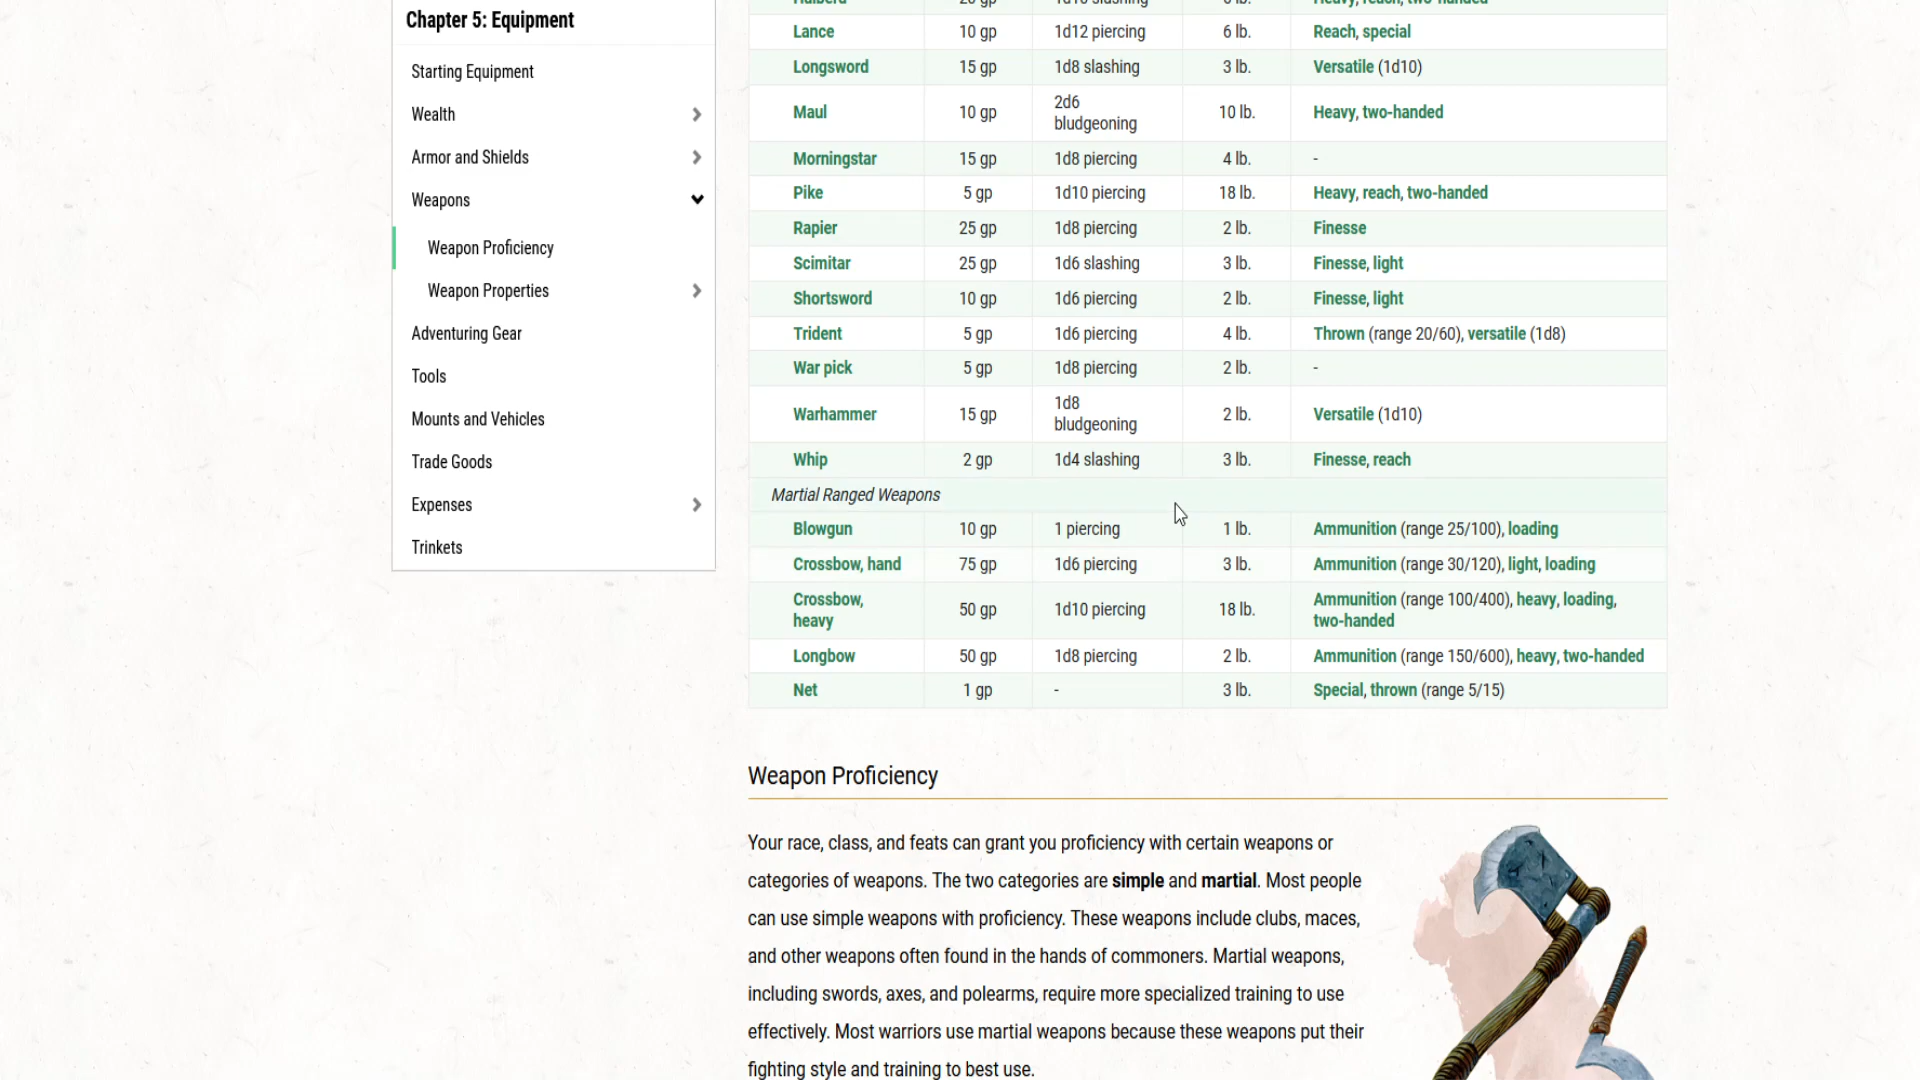 Chapter 5: Equipment
Starting Equipment
Wealth
Armor and Shields
Weapons
Weapon Proficiency
Weapon Properties
Adventuring Gear
Tools
Mounts and Vehicles
Trade Goods
Expenses
Trinkets
Lance 10 gp 1d12 piercing 6 lb. Reach, special
Longsword 15 gp 1d8 slashing 3 lb. Versatile (1d10)
Maul 10 gp 2d6 bludgeoning 10 lb. Heavy, two-handed
Morningstar 15 gp 1d8 piercing 4 lb. -
Pike 5 gp 1d10 piercing 18 lb. Heavy, reach, two-handed
Rapier 25 gp 1d8 piercing 2 lb. Finesse
Scimitar 25 gp 1d6 slashing 3 lb. Finesse, light
Shortsword 10 gp 1d6 piercing 2 lb. Finesse, light
Trident 5 gp 1d6 piercing 4 lb. Thrown (range 20/60), versatile (1d8)
War pick 5 gp 1d8 piercing 2 lb. -
Warhammer 15 gp 1d8 bludgeoning 2 lb. Versatile (1d10)
Whip 2 gp 1d4 slashing 3 lb. Finesse, reach
Martial Ranged Weapons
Blowgun 10 gp 1 piercing 1 lb. Ammunition (range 25/100), loading
Crossbow, hand 75 gp 1d6 piercing 3 lb. Ammunition (range 30/120), light, loading
Crossbow, heavy 50 gp 1d10 piercing 18 lb. Ammunition (range 100/400), heavy, loading, two-handed
Longbow 50 gp 1d8 piercing 2 lb. Ammunition (range 150/600), heavy, two-handed
Net 1 gp - 3 lb. Special, thrown (range 5/15)
Weapon Proficiency
Your race, class, and feats can grant you proficiency with certain weapons or
categories of weapons. The two categories are simple and martial. Most people
can use simple weapons with proficiency. These weapons include clubs, maces,
and other weapons often found in the hands of commoners. Martial weapons,
including swords, axes, and polearms, require more specialized training to use
effectively. Most warriors use martial weapons because these weapons put their
fighting style and training to best use.